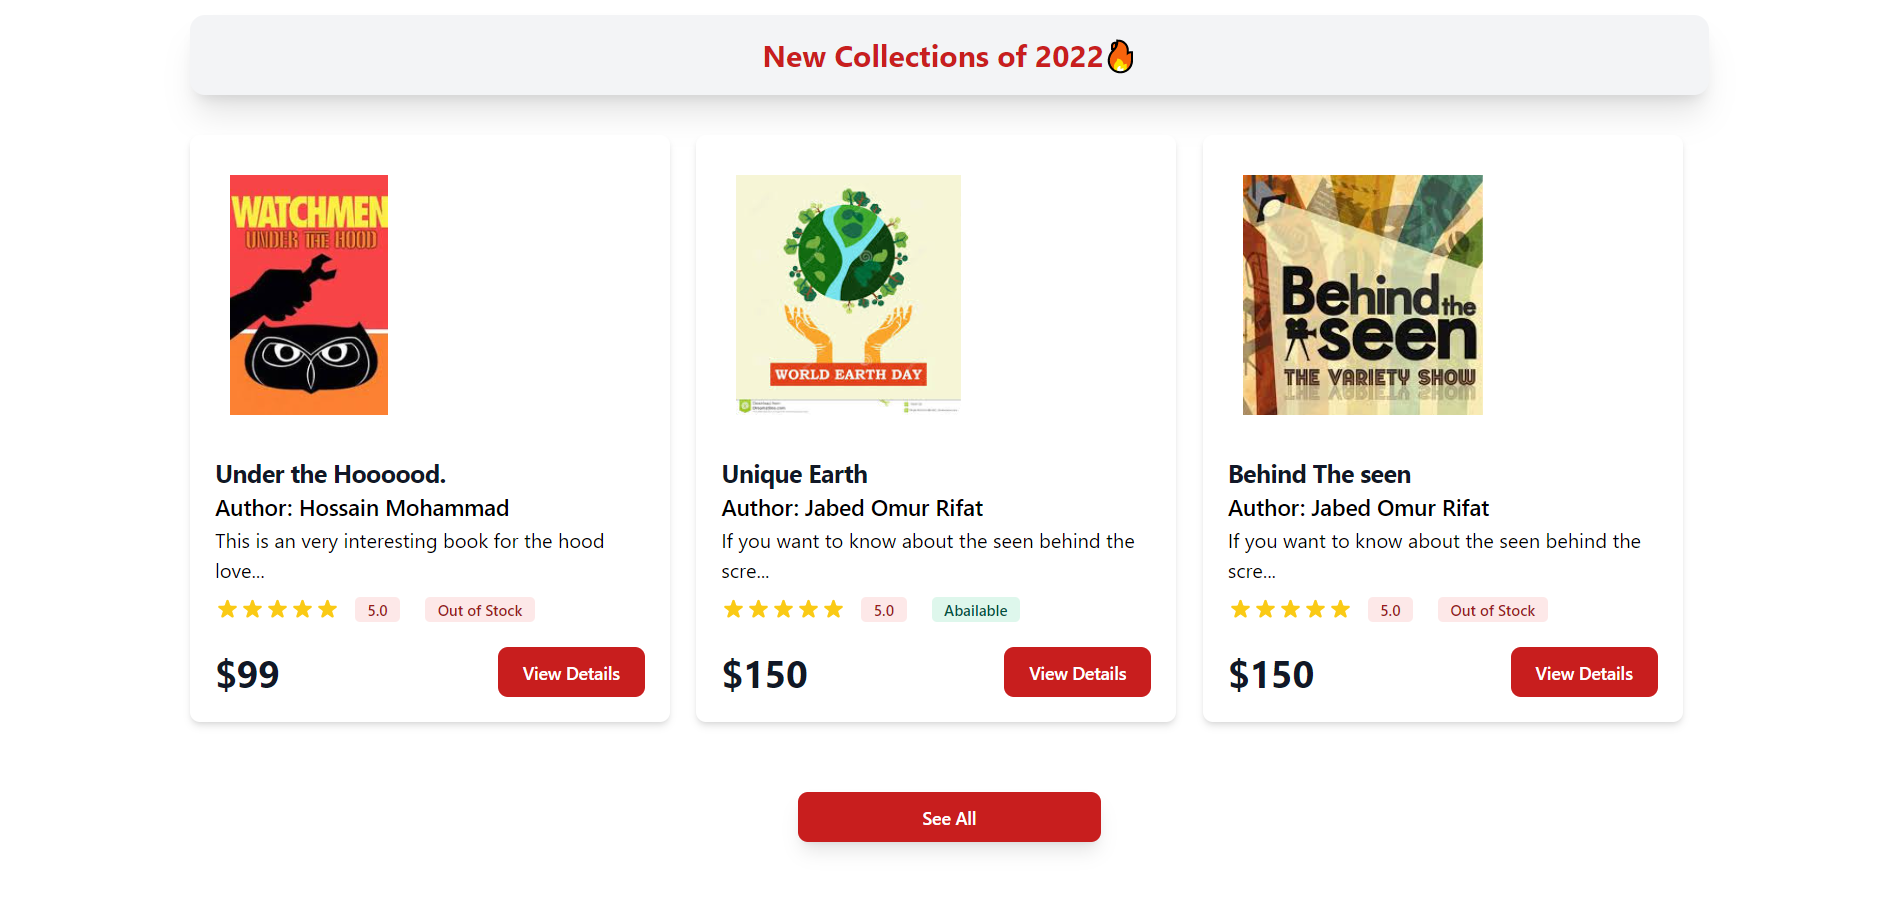 New Collections of 2022🔥
WATCHMEN
UNDER THE HOOD
WORLD EARTH DAY
Behind the
seen
THE VARIETY SHOW
Under the Hoooood.
Author: Hossain Mohammad
This is an very interesting book for the hood
love...
5.0
Out of Stock
$99
View Details
Unique Earth
Author: Jabed Omur Rifat
If you want to know about the seen behind the
scre...
5.0
Abailable
$150
View Details
Behind The seen
Author: Jabed Omur Rifat
If you want to know about the seen behind the
scre...
5.0
Out of Stock
$150
View Details
See All